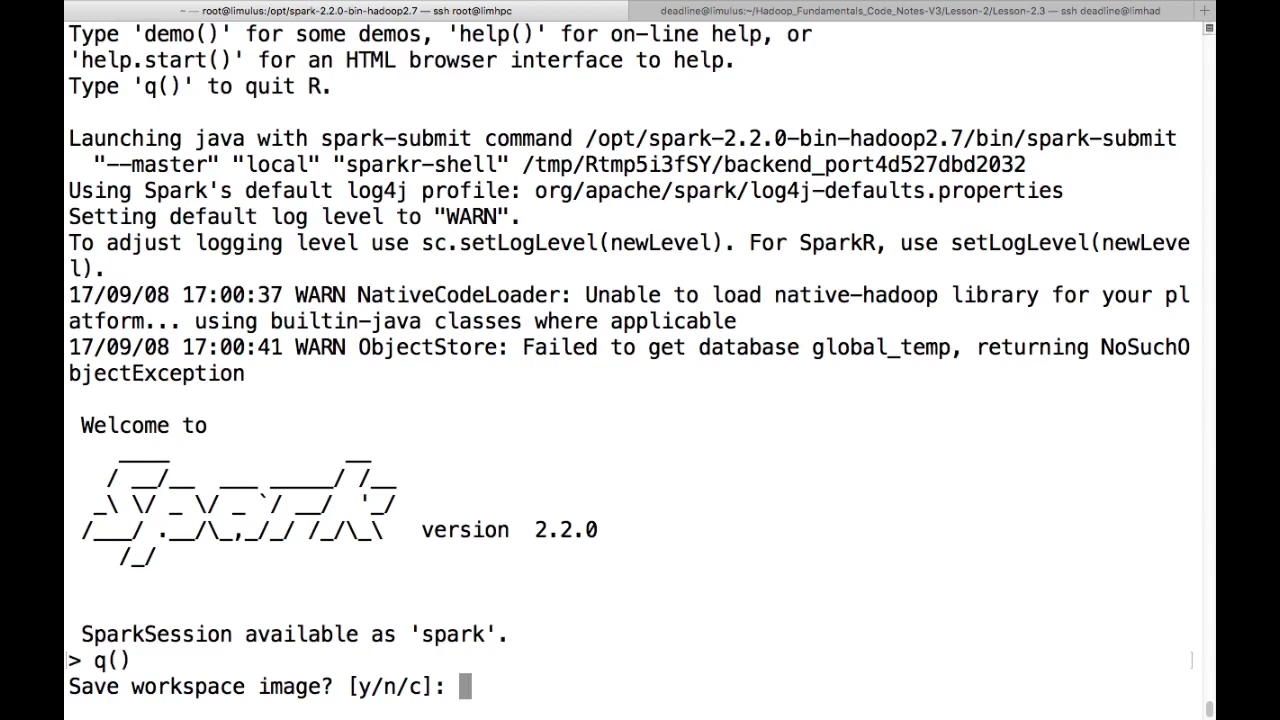 ~ — root@limulus:/opt/spark-2.2.0-bin-hadoop2.7 — ssh root@limhpc
deadline@limulus:~/Hadoop_Fundamentals_Code_Notes-V3/Lesson-2/Lesson-2.3 — ssh deadline@limhad
Type 'demo()' for some demos, 'help()' for on-line help, or
'help.start()' for an HTML browser interface to help.
Type 'q()' to quit R.

Launching java with spark-submit command /opt/spark-2.2.0-bin-hadoop2.7/bin/spark-submit
  "--master" "local" "sparkr-shell" /tmp/Rtmp5i3fSY/backend_port4d527dbd2032
Using Spark's default log4j profile: org/apache/spark/log4j-defaults.properties
Setting default log level to "WARN".
To adjust logging level use sc.setLogLevel(newLevel). For SparkR, use setLogLevel(newLeve
l).
17/09/08 17:00:37 WARN NativeCodeLoader: Unable to load native-hadoop library for your pl
atform... using builtin-java classes where applicable
17/09/08 17:00:41 WARN ObjectStore: Failed to get database global_temp, returning NoSuchO
bjectException

 Welcome to
Spark version  2.2.0

 SparkSession available as 'spark'.
> q()
Save workspace image? [y/n/c]: